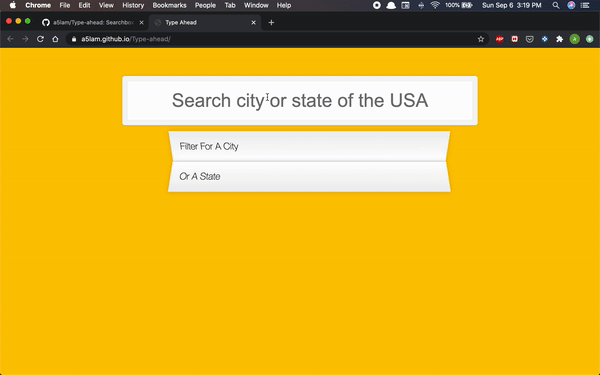 Chrome File Edit View History Bookmarks People Tab Window Help 100% Sun Sep 6 3:19 PM
a5lam/Type-ahead: Searchbox Type Ahead
a5lam.github.io/Type-ahead/
Search city or state of the USA
Filter For A City
Or A State